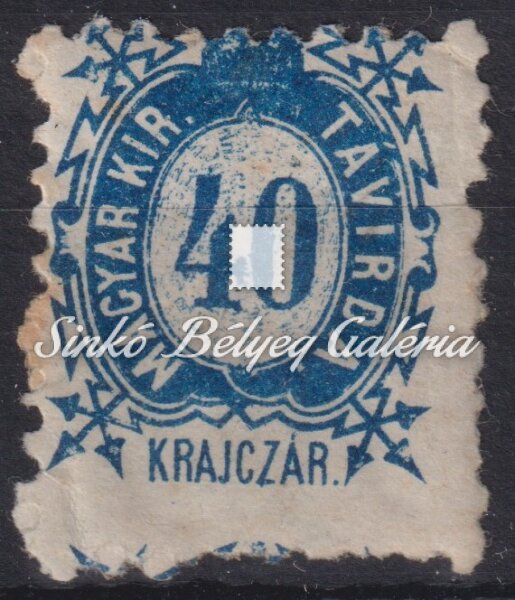 MAGYAR KIR. TÁVIRDA
40
Sinkó Bélyeg Galéria
KRAJCZÁR.